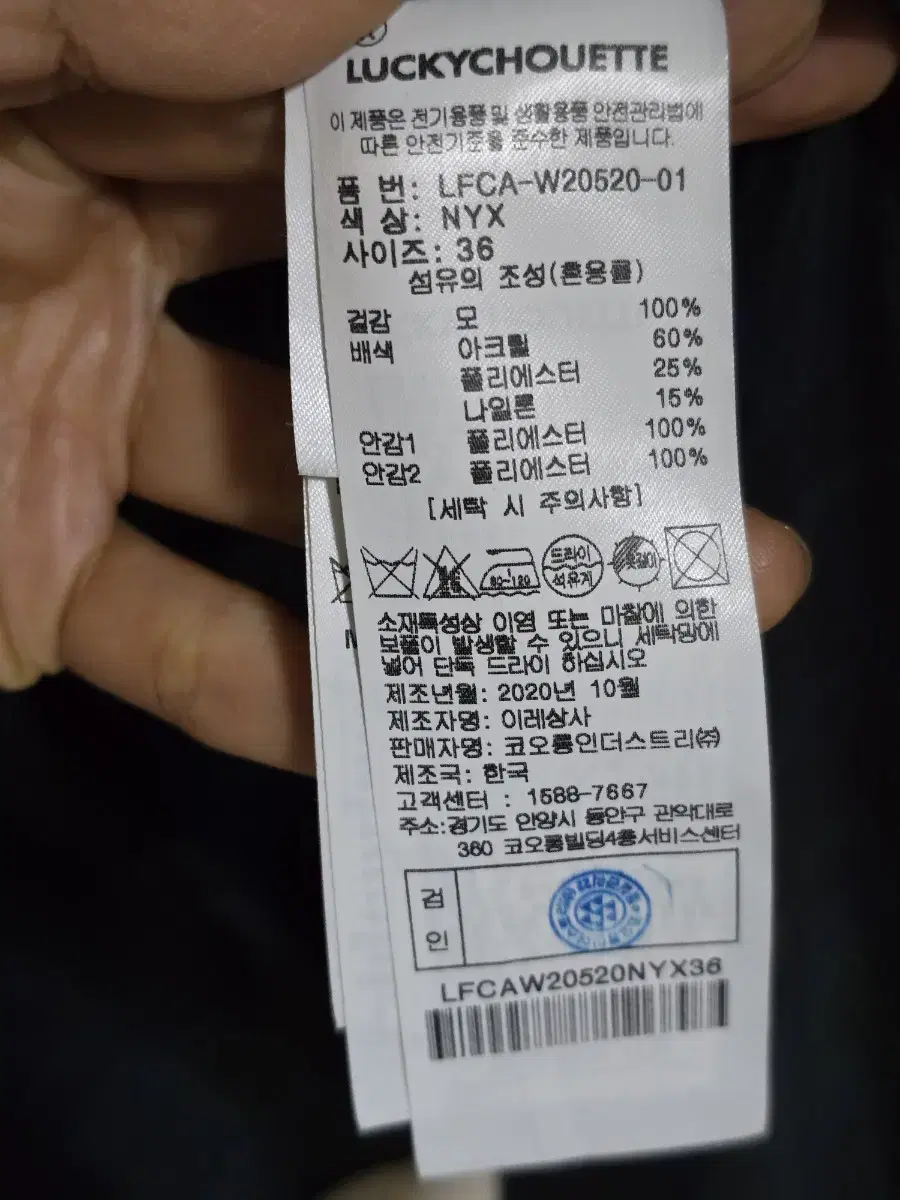 LUCKYCHOUETTE
이 제품은 전기용품 및 생활용품 안전관리법에
따른 안전기준을 준수한 제품입니다.
품 번: LFCA-W20520-01
색 상: NYX
사이즈: 36
섬유의 조성(혼용률)
겉감 모 100%
배색 아크릴 60%
폴리에스터 25%
나일론 15%
안감1 폴리에스터 100%
안감2 폴리에스터 100%
[세탁 시 주의사항]
80~120 드라이 석유계
소재특성상 이염 또는 마찰에 의한
보풀이 발생할 수 있으니 세탁망에
넣어 단독 드라이 하십시오
제조년월: 2020년 10월
제조자명: 이레상사
판매자명: 코오롱인더스트리㈜
제조국: 한국
고객센터 : 1588-7667
주소:경기도 안양시 동안구 관악대로
360 코오롱빌딩4층서비스센터
검
인
LFCAW20520NYX36